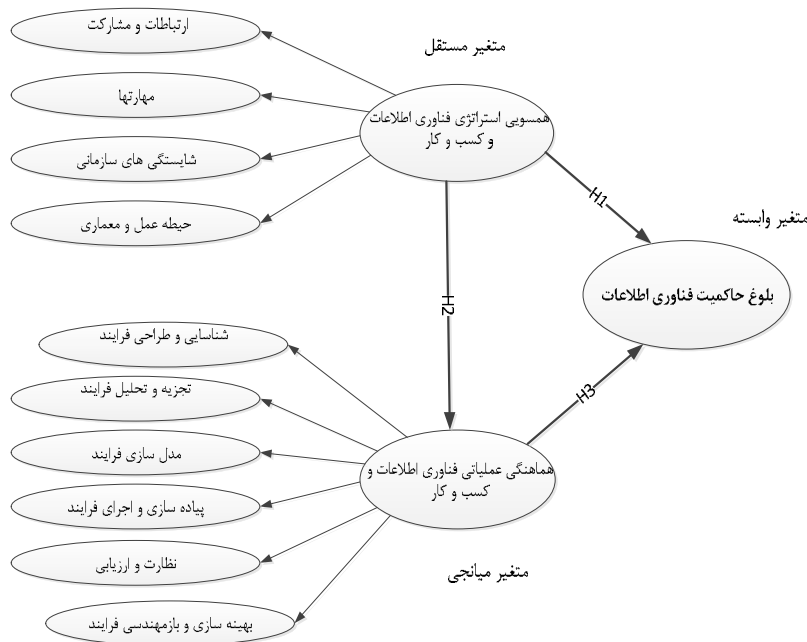 ارتباطات و مشارکت
مهارتها
شایستگی های سازمانی
حیطه عمل و معماری
متغیر مستقل
همسویی استراتژی فناوری اطلاعات
و کسب و کار
H1
H2
متغیر وابسته
بلوغ حاکمیت فناوری اطلاعات
H3
شناسایی و طراحی فرایند
تجزیه و تحلیل فرایند
مدل سازی فرایند
پیاده سازی و اجرای فرایند
نظارت و ارزیابی
بهینه سازی و بازمهندسی فرایند
هماهنگی عملیاتی فناوری اطلاعات و
کسب و کار
متغیر میانجی